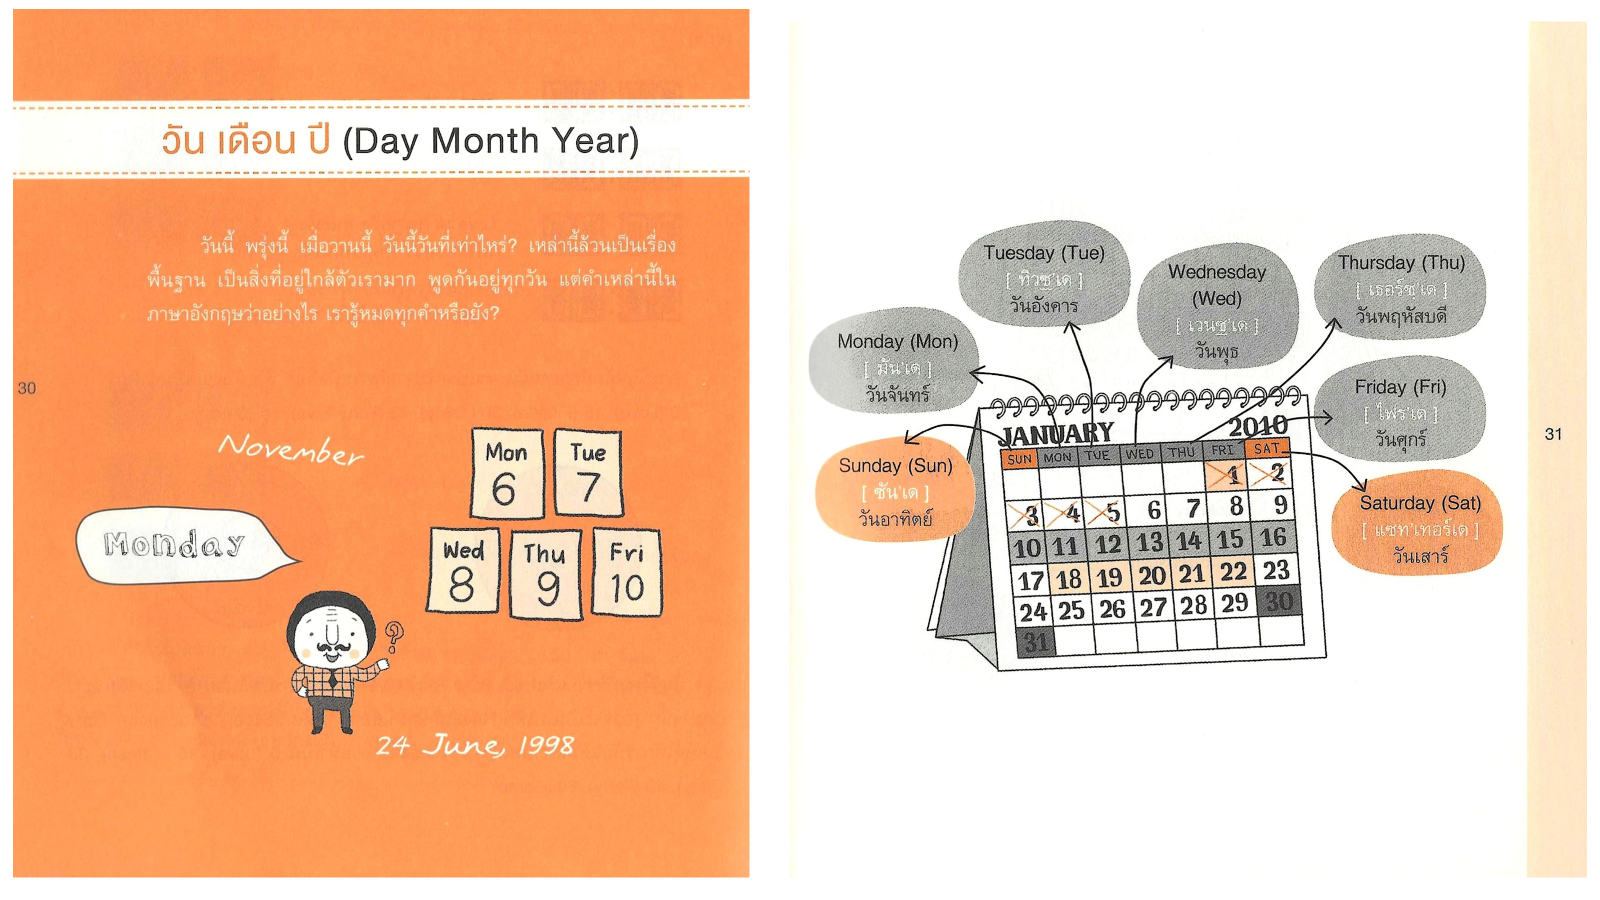 วัน เดือน ปี (Day Month Year)
วันนี้ พรุ่งนี้ เมื่อวานนี้ วันนี้วันที่เท่าไหร่? เหล่านี้ล้วนเป็นเรื่อง
พื้นฐาน เป็นสิ่งที่อยู่ใกล้ตัวเรามาก พูดกันอยู่ทุกวัน แต่คำเหล่านี้ใน
ภาษาอังกฤษว่าอย่างไร เรารู้หมดทุกคำหรือยัง?
30
November
Mon
6
Tue
7
Monday
Wed
8
Thu
9
Fri
10
?
24 June, 1998
Tuesday (Tue)
[ ทิวซ'เด ]
วันอังคาร
Wednesday
(Wed)
[ เวนซ'เด ]
วันพุธ
Thursday (Thu)
[ เธอร์ซ'เด ]
วันพฤหัสบดี
Monday (Mon)
[ มัน'เด ]
วันจันทร์
Friday (Fri)
[ ไฟร'เด ]
วันศุกร์
Sunday (Sun)
[ ซัน'เด ]
วันอาทิตย์
Saturday (Sat)
[ แซท'เทอร์เด ]
วันเสาร์
JANUARY 2010
SUN MON TUE WED THU FRI SAT
1 2
3 4 5 6 7 8 9
10 11 12 13 14 15 16
17 18 19 20 21 22 23
24 25 26 27 28 29 30
31
31